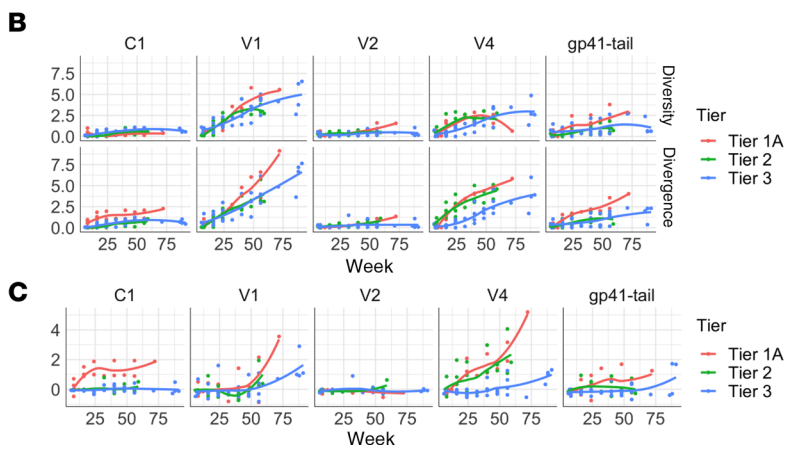 B
C1 V1 V2 V4 gp41-tail
7.5
5.0
2.5
0.0
Diversity
7.5
5.0
2.5
0.0
Divergence
25 50 75 25 50 75 25 50 75 25 50 75 25 50 75
Week
Tier
Tier 1A
Tier 2
Tier 3
C
C1 V1 V2 V4 gp41-tail
4
2
0
25 50 75 25 50 75 25 50 75 25 50 75 25 50 75
Week
Tier
Tier 1A
Tier 2
Tier 3